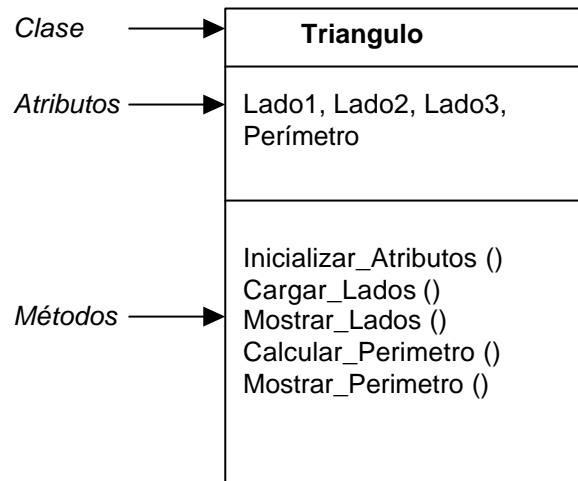 Clase
Triangulo
Atributos
Lado1, Lado2, Lado3,
Perímetro
Métodos
Inicializar_Atributos ()
Cargar_Lados ()
Mostrar_Lados ()
Calcular_Perimetro ()
Mostrar_Perimetro ()